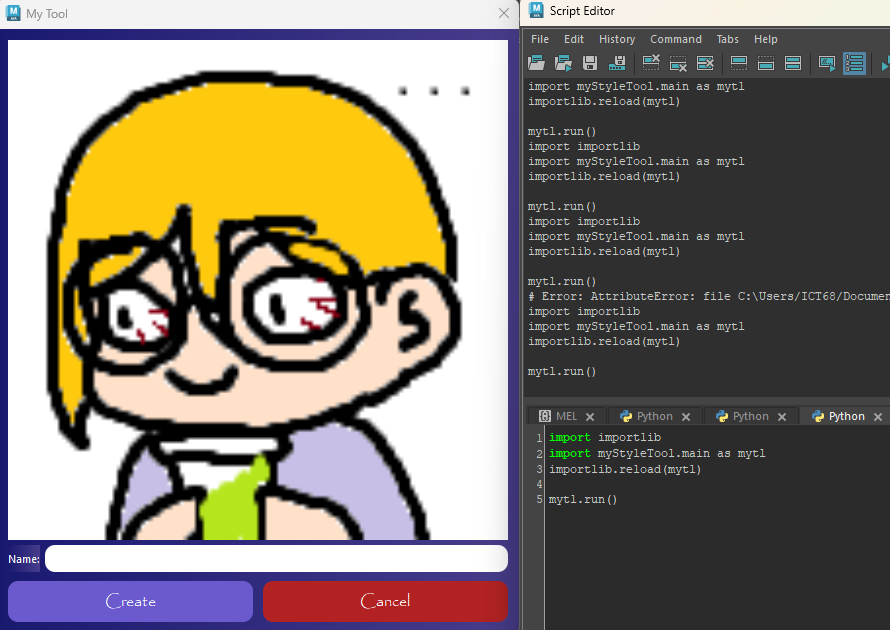 My Tool
. . .
Name:
Create
Cancel
Script Editor
File Edit History Command Tabs Help
import myStyleTool.main as mytl
importlib.reload(mytl)
mytl.run()
import importlib
import myStyleTool.main as mytl
importlib.reload(mytl)
mytl.run()
import importlib
import myStyleTool.main as mytl
importlib.reload(mytl)
mytl.run()
# Error: AttributeError: file C:\Users/ICT68/Documen
import importlib
import myStyleTool.main as mytl
importlib.reload(mytl)
mytl.run()
MEL Python Python Python
1 import importlib
2 import myStyleTool.main as mytl
3 importlib.reload(mytl)
4
5 mytl.run()